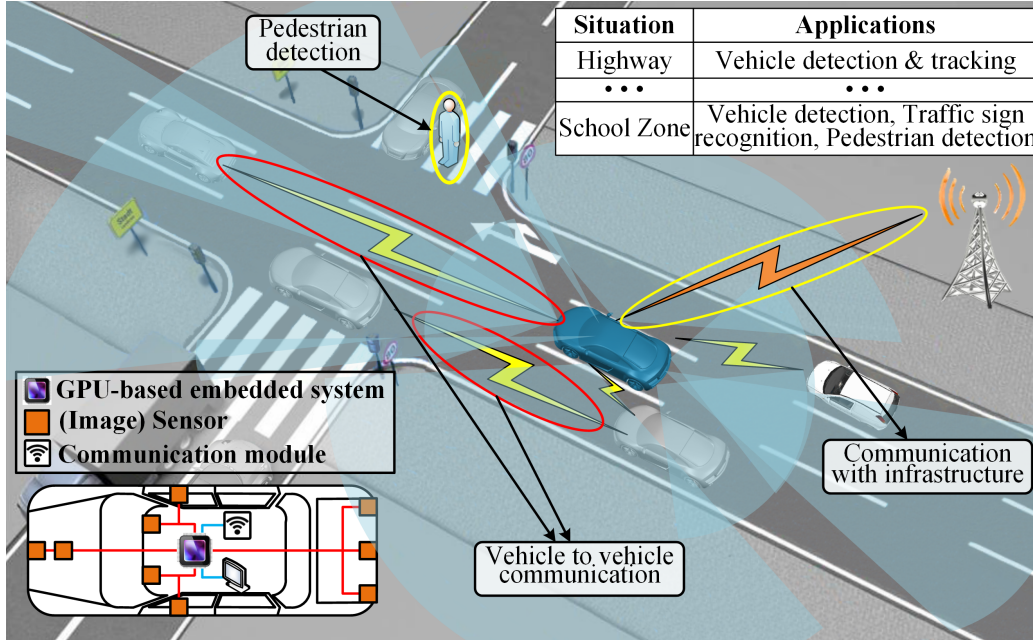 Pedestrian
detection
Situation Applications
Highway Vehicle detection & tracking
• • • • • •
School Zone Vehicle detection, Traffic sign
recognition, Pedestrian detection
Stadt
GPU-based embedded system
(Image) Sensor
Communication module
Communication
with infrastructure
Vehicle to vehicle
communication